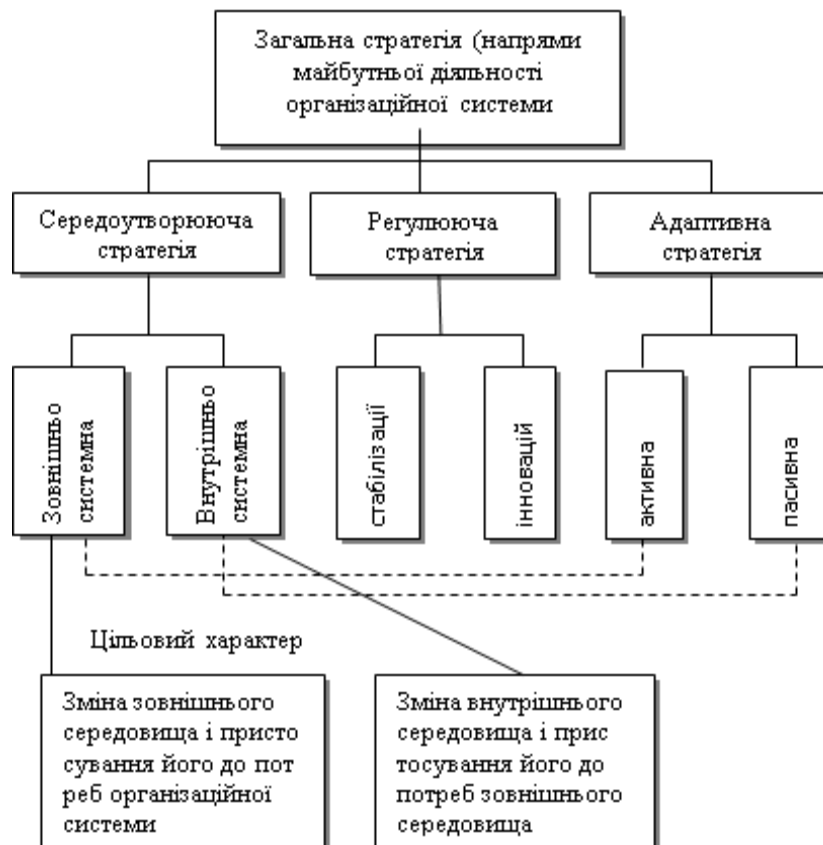 Загальна стратегія (напрями
майбутньої діяльності
організаційної системи
Середоутворююча
стратегія
Регулююча
стратегія
Адаптивна
стратегія
Зовнішньо
системна
Внутрішньо
системна
стабілізації
інновацій
активна
пасивна
Цільовий характер
Зміна зовнішнього
середовища і присто
сування його до пот
реб організаційної
системи
Зміна внутрішнього
середовища і прис
тосування його до
потреб зовнішнього
середовища